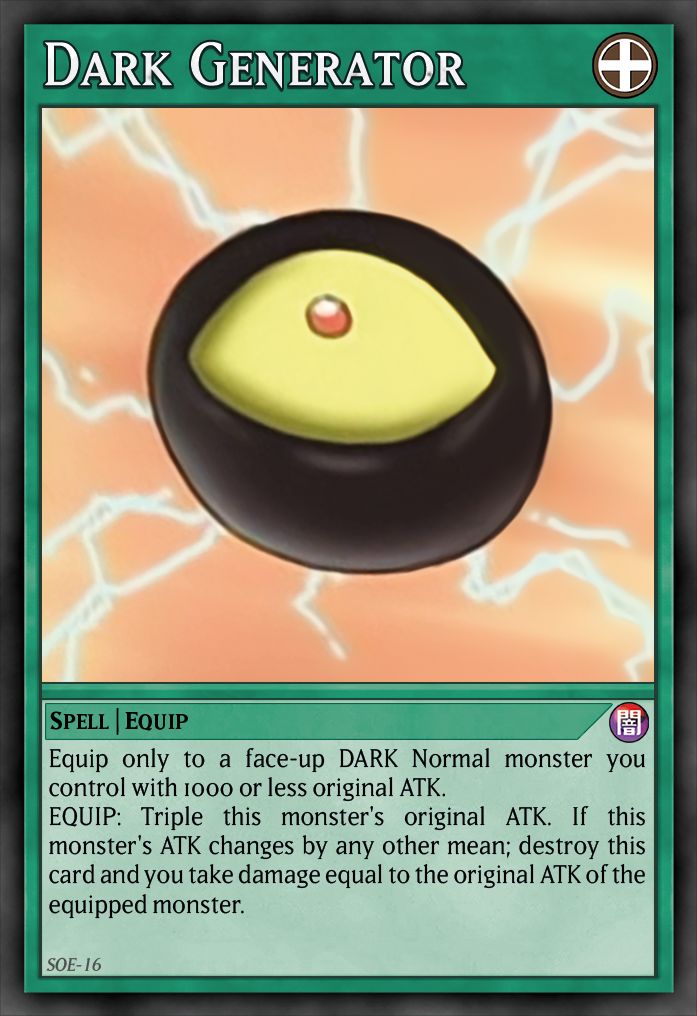 Dark Generator
Spell | Equip
闇
Equip only to a face-up DARK Normal monster you
control with 1000 or less original ATK.
EQUIP: Triple this monster's original ATK. If this
monster's ATK changes by any other mean; destroy this
card and you take damage equal to the original ATK of the
equipped monster.
SOE-16